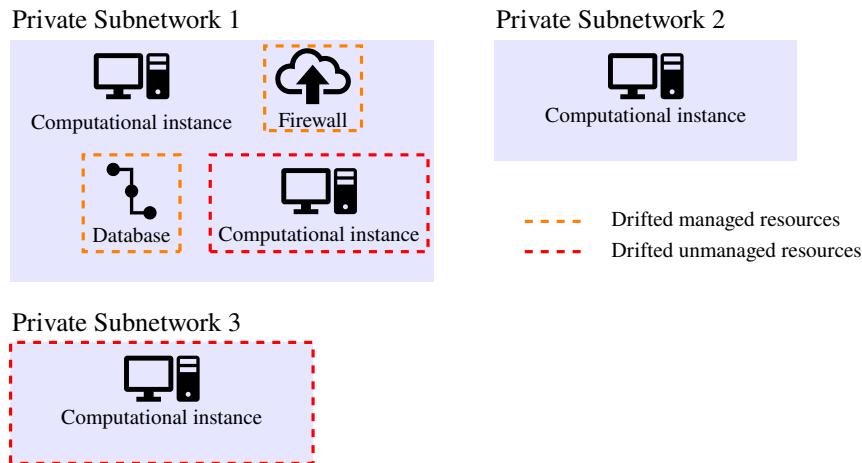 Private Subnetwork 1
Private Subnetwork 2
Computational instance
Firewall
Computational instance
Database
Computational instance
Drifted managed resources
Drifted unmanaged resources
Private Subnetwork 3
Computational instance